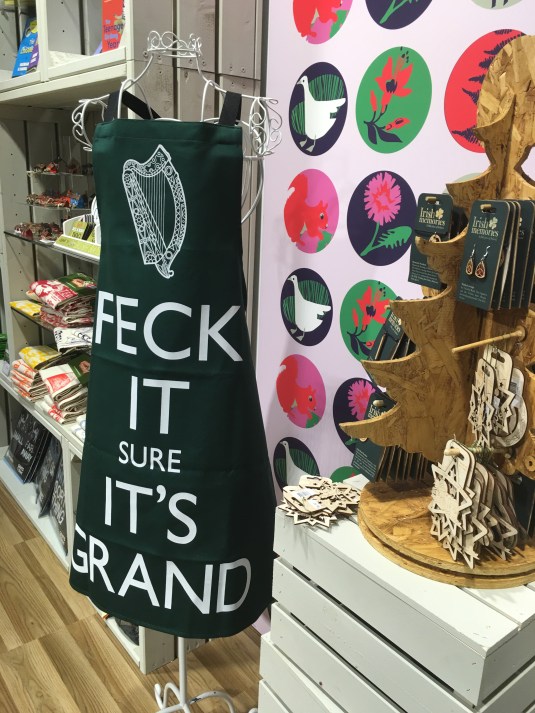 FECK
IT
SURE
IT'S
GRAND
Irish
memories
Irish
memories